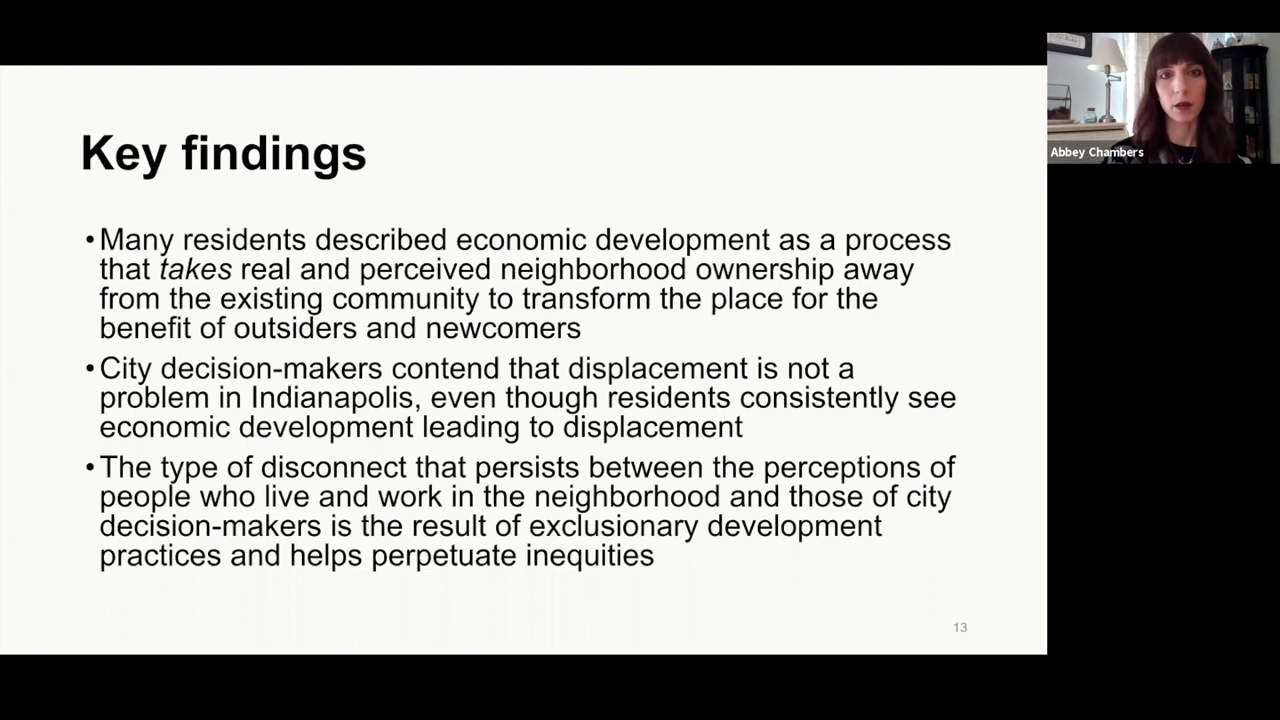 Key findings
•Many residents described economic development as a process
that takes real and perceived neighborhood ownership away
from the existing community to transform the place for the
benefit of outsiders and newcomers
•City decision-makers contend that displacement is not a
problem in Indianapolis, even though residents consistently see
economic development leading to displacement
•The type of disconnect that persists between the perceptions of
people who live and work in the neighborhood and those of city
decision-makers is the result of exclusionary development
practices and helps perpetuate inequities
13
Abbey Chambers